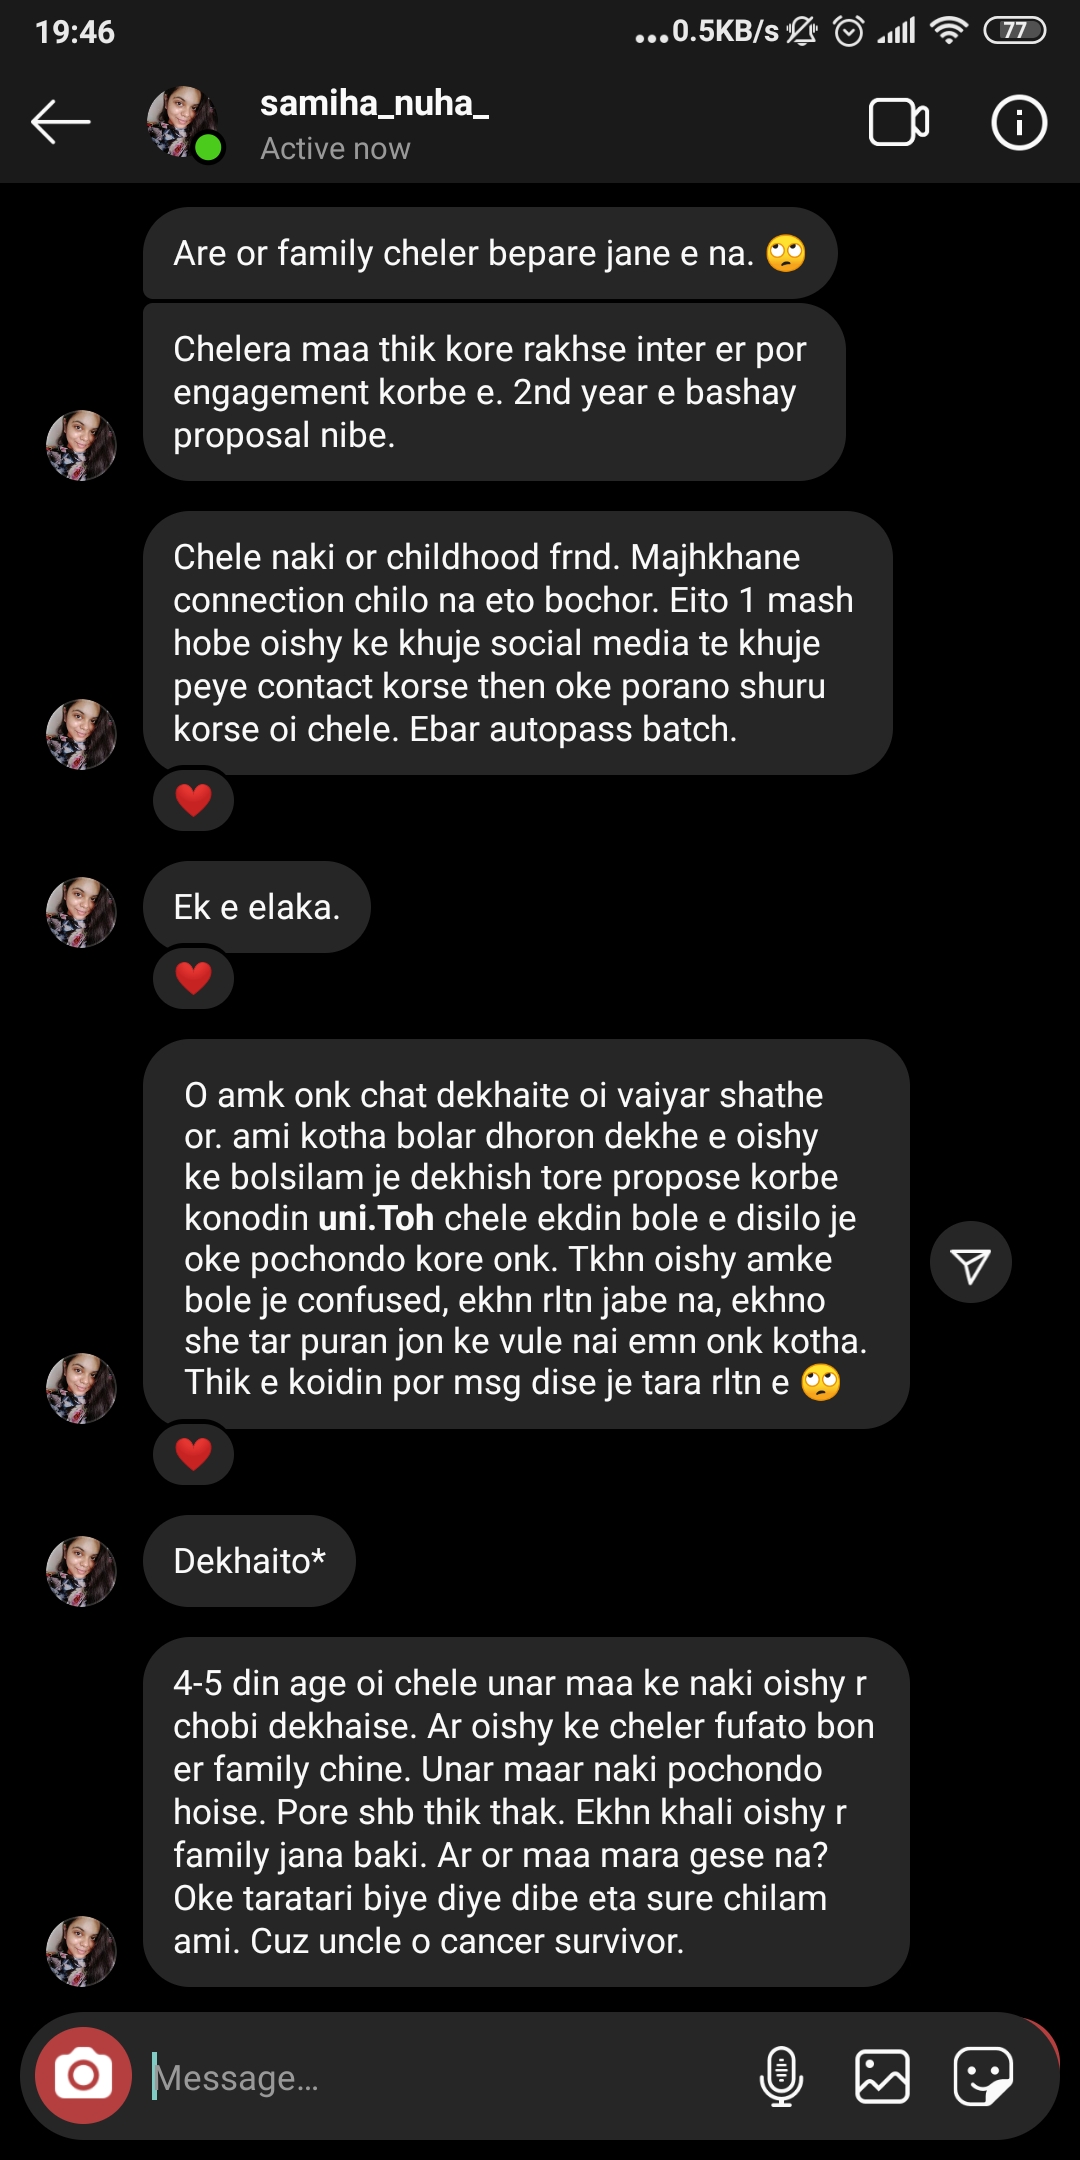 19:46
...0.5KB/s
77
samiha_nuha_
Active now
Are or family cheler bepare jane e na. 🙄
Chelera maa thik kore rakhse inter er por
engagement korbe e. 2nd year e bashay
proposal nibe.
Chele naki or childhood frnd. Majhkhane
connection chilo na eto bochor. Eito 1 mash
hobe oishy ke khuje social media te khuje
peye contact korse then oke porano shuru
korse oi chele. Ebar autopass batch.
❤️
Ek e elaka.
❤️
O amk onk chat dekhaite oi vaiyar shathe
or. ami kotha bolar dhoron dekhe e oishy
ke bolsilam je dekhish tore propose korbe
konodin uni.Toh chele ekdin bole e disilo je
oke pochondo kore onk. Tkhn oishy amke
bole je confused, ekhn rltn jabe na, ekhno
she tar puran jon ke vule nai emn onk kotha.
Thik e koidin por msg dise je tara rltn e 🙄
❤️
Dekhaito*
4-5 din age oi chele unar maa ke naki oishy r
chobi dekhaise. Ar oishy ke cheler fufato bon
er family chine. Unar maar naki pochondo
hoise. Pore shb thik thak. Ekhn khali oishy r
family jana baki. Ar or maa mara gese na?
Oke taratari biye diye dibe eta sure chilam
ami. Cuz uncle o cancer survivor.
Message...